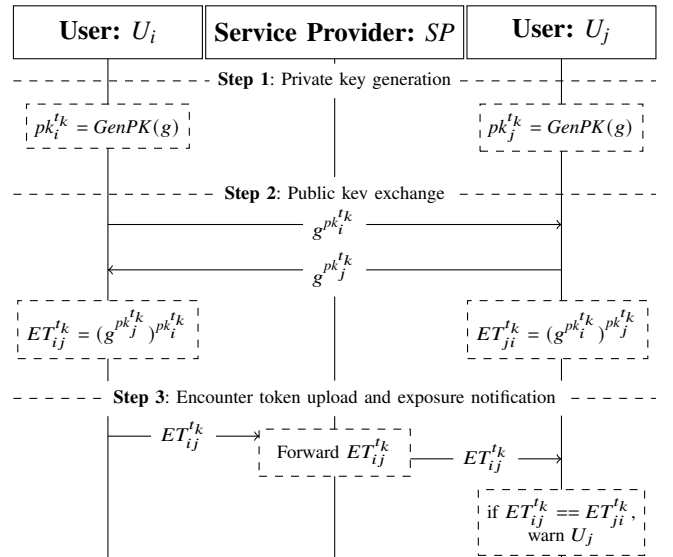 User: U_i Service Provider: SP User: U_j
Step 1: Private key generation
pk_i^{t_k} = GenPK(g) pk_j^{t_k} = GenPK(g)
Step 2: Public key exchange
g^{pk_i^{t_k}}
g^{pk_j^{t_k}}
ET_{ij}^{t_k} = (g^{pk_j^{t_k}})^{pk_i^{t_k}} ET_{ji}^{t_k} = (g^{pk_i^{t_k}})^{pk_j^{t_k}}
Step 3: Encounter token upload and exposure notification
ET_{ij}^{t_k} Forward ET_{ij}^{t_k} ET_{ij}^{t_k}
if ET_{ij}^{t_k} == ET_{ji}^{t_k},
warn U_j